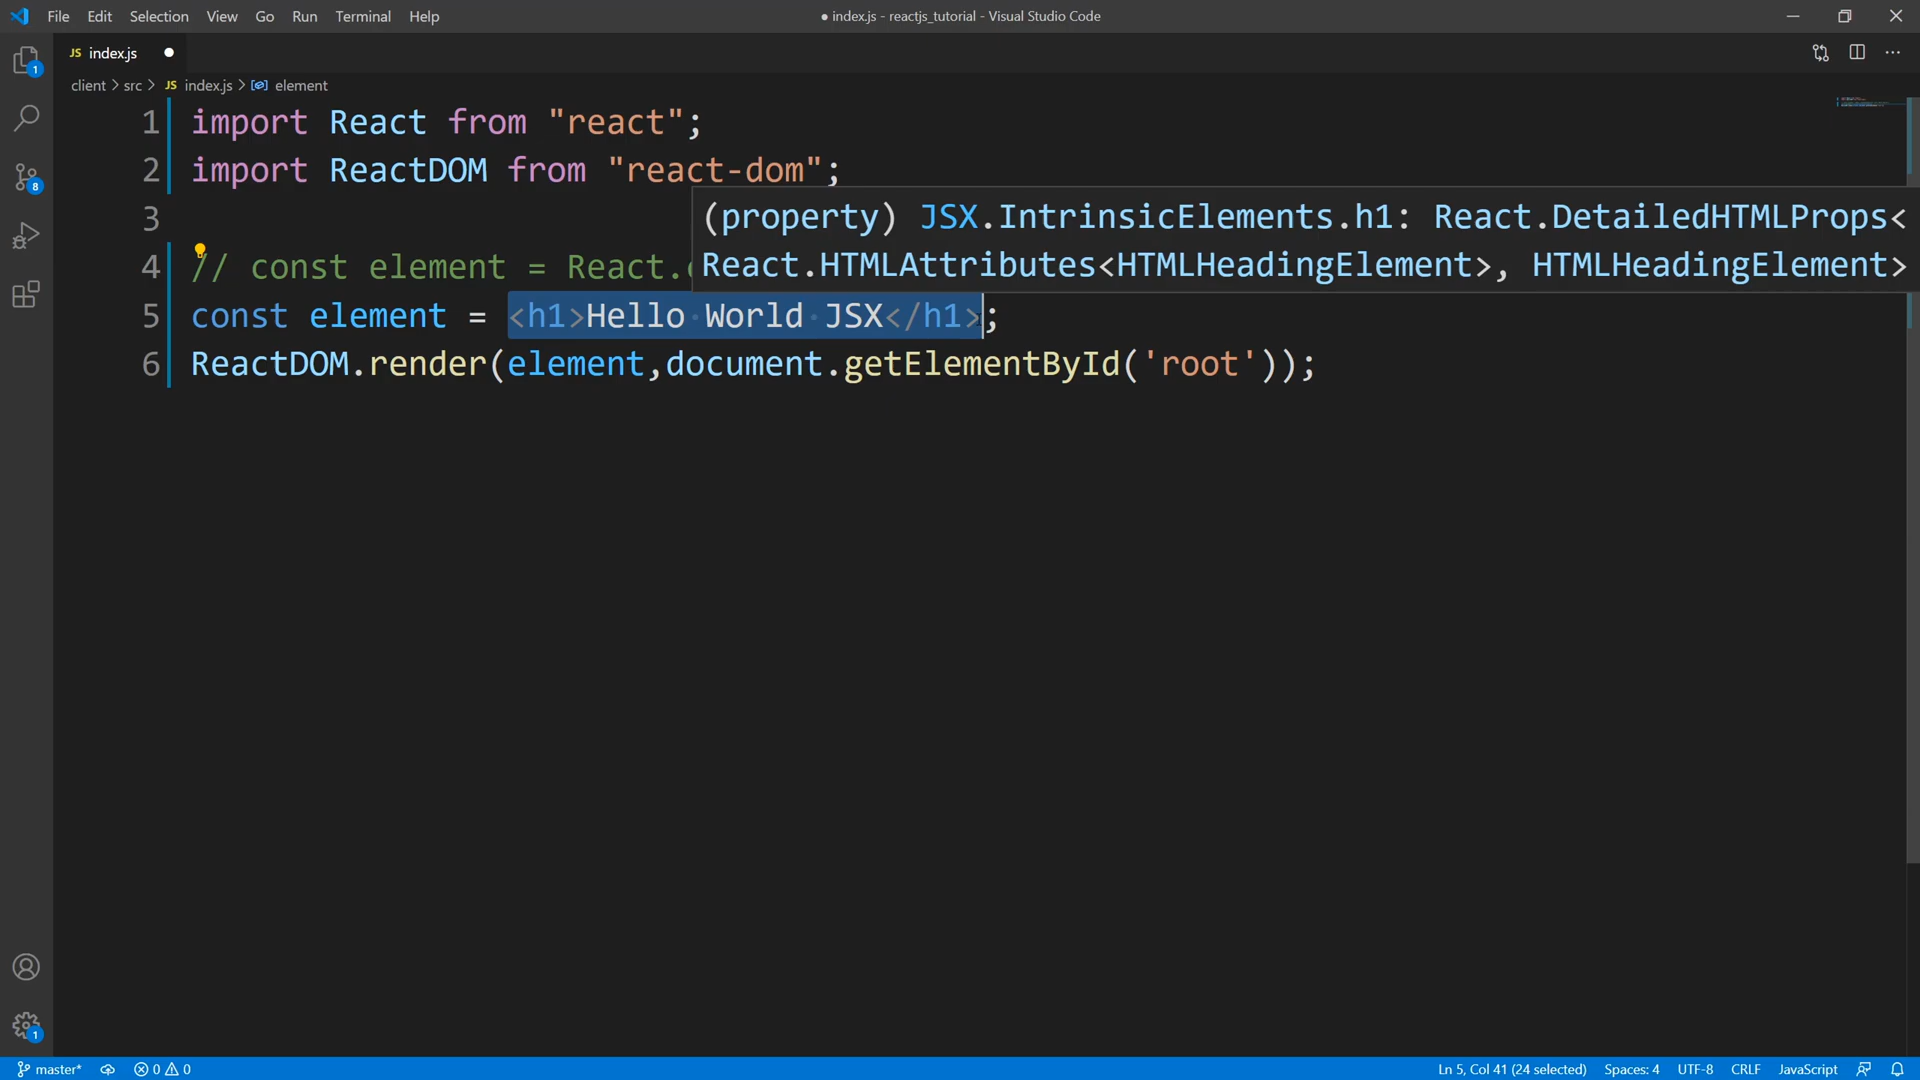 File Edit Selection View Go Run Terminal Help
● index.js - reactjs_tutorial - Visual Studio Code
JS index.js ●
client > src > JS index.js > element
1 import React from "react";
2 import ReactDOM from "react-dom";
3
(property) JSX.IntrinsicElements.h1: React.DetailedHTMLProps<
React.HTMLAttributes<HTMLHeadingElement>, HTMLHeadingElement>
4 // const element = React.
5 const element = <h1>Hello World JSX</h1>;
6 ReactDOM.render(element,document.getElementById('root'));
1
8
1
master* 0 0 Ln 5, Col 41 (24 selected) Spaces: 4 UTF-8 CRLF JavaScript